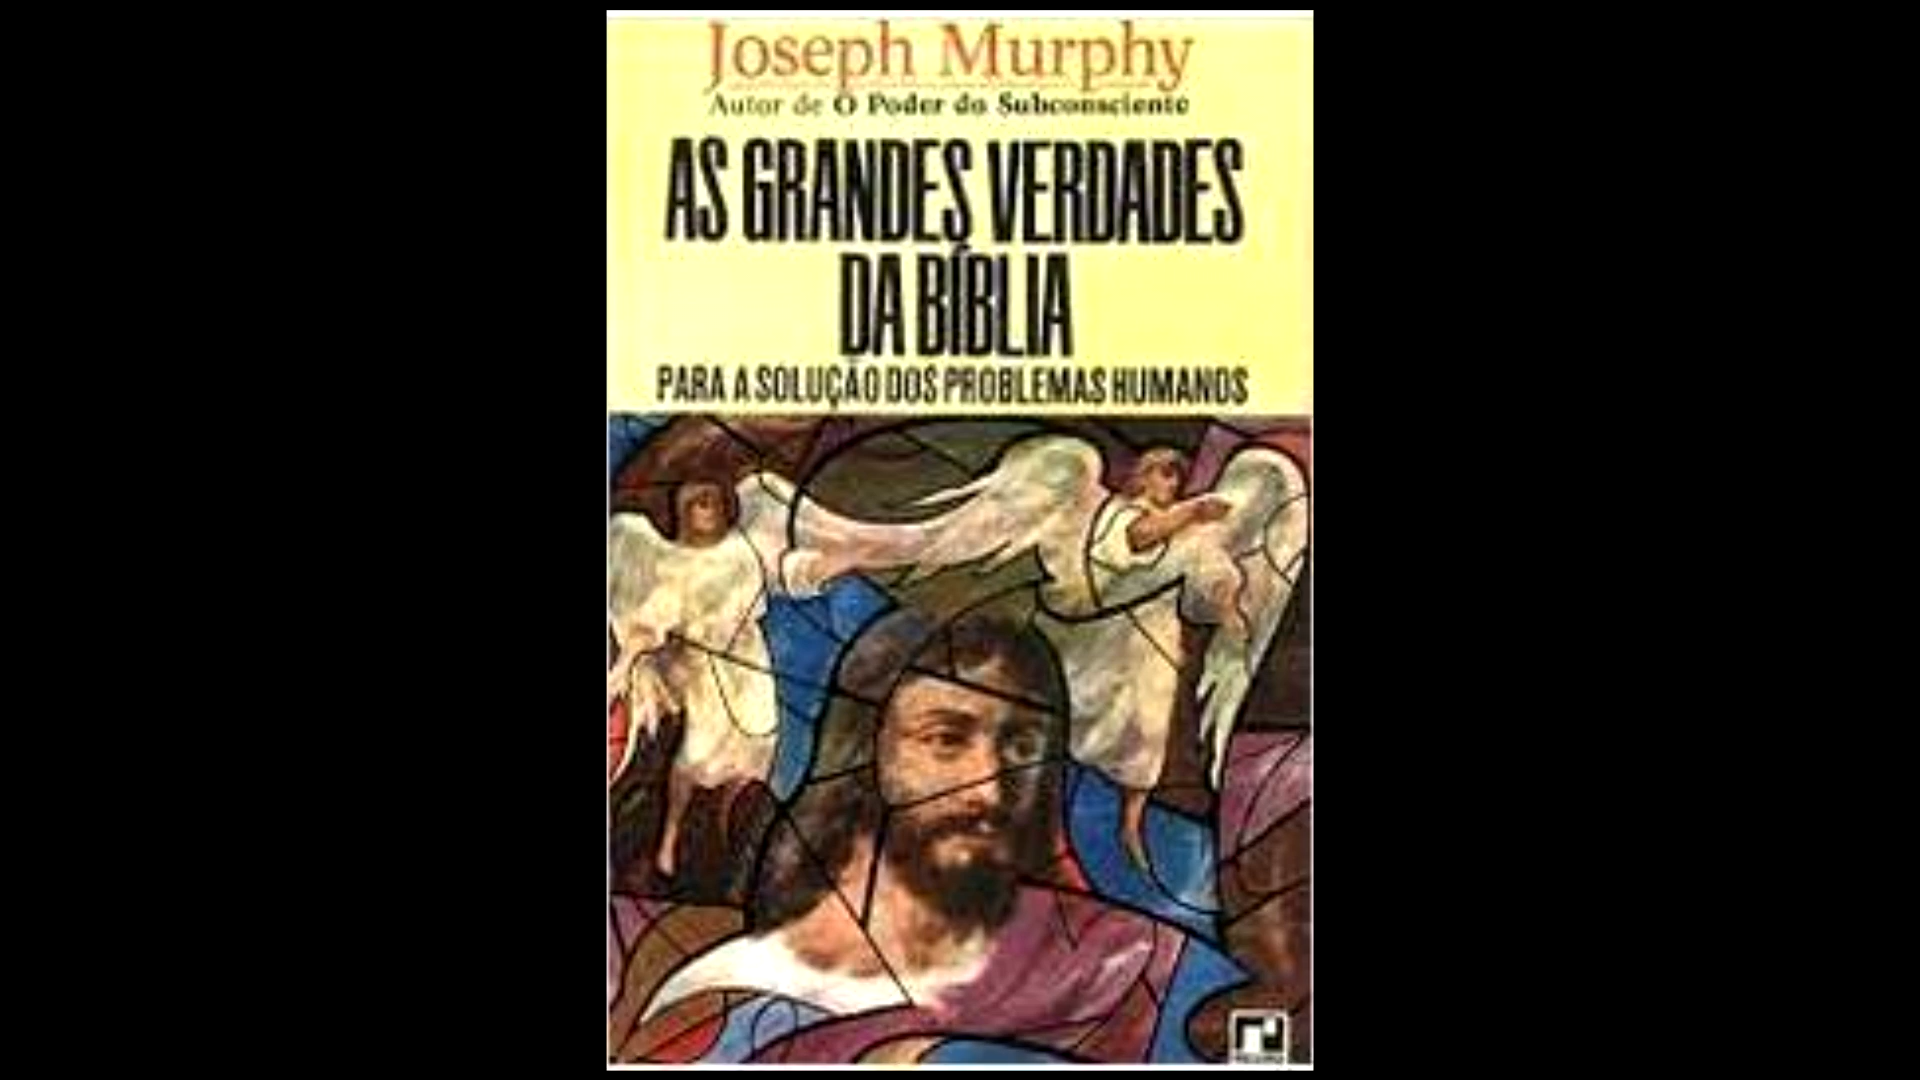 Joseph Murphy
Autor de O Poder do Subconsciente
AS GRANDES VERDADES
DA BÍBLIA
PARA A SOLUÇÃO DOS PROBLEMAS HUMANOS